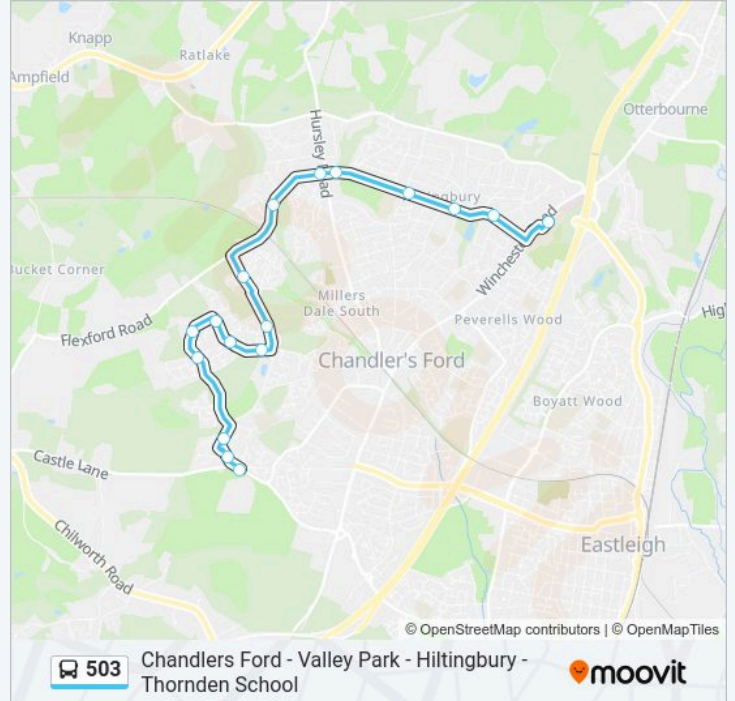 Knapp
Ratlake
Ampfield
Otterbourne
Hursley Road
Winchester Road
Bucket Corner
Millers
Dale South
Flexford Road
Peverells Wood
Chandler's Ford
Boyatt Wood
Castle Lane
Chilworth Road
Eastleigh
© OpenStreetMap contributors | © OpenMapTiles
503
Chandlers Ford - Valley Park - Hiltingbury -
Thornden School
moovit